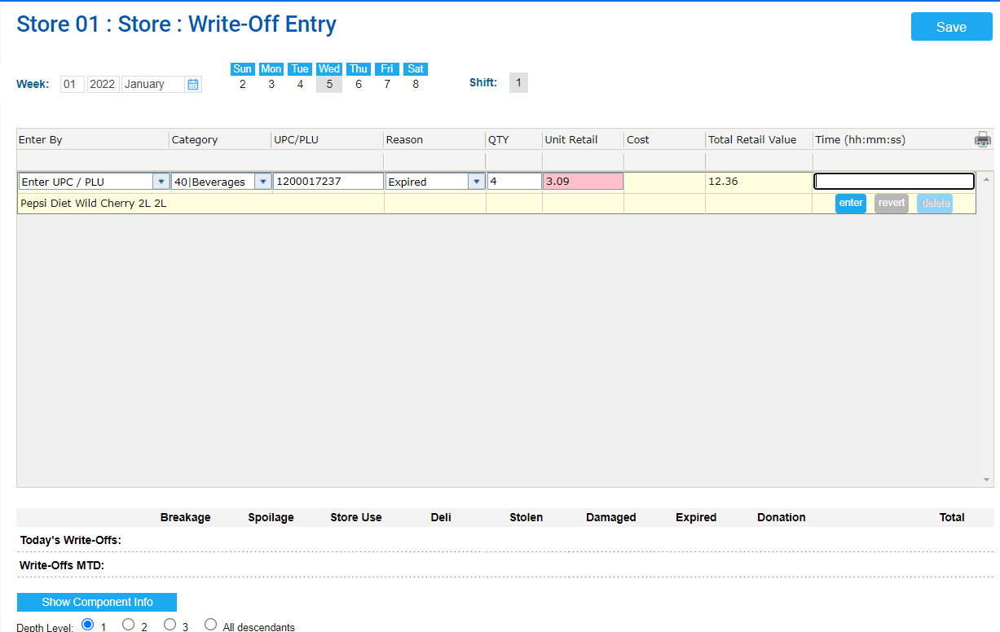 Store 01 : Store : Write-Off Entry
Save
Sun Mon Tue Wed Thu Fri Sat
Week: 01 2022 January 2 3 4 5 6 7 8 Shift: 1
Enter By Category UPC/PLU Reason QTY Unit Retail Cost Total Retail Value Time (hh:mm:ss)
Enter UPC / PLU 40|Beverages 1200017237 Expired 4 3.09 12.36
Pepsi Diet Wild Cherry 2L 2L enter revert delete
Breakage Spoilage Store Use Deli Stolen Damaged Expired Donation Total
Today's Write-Offs:
Write-Offs MTD:
Show Component Info
Depth Level: 1 2 3 All descendants